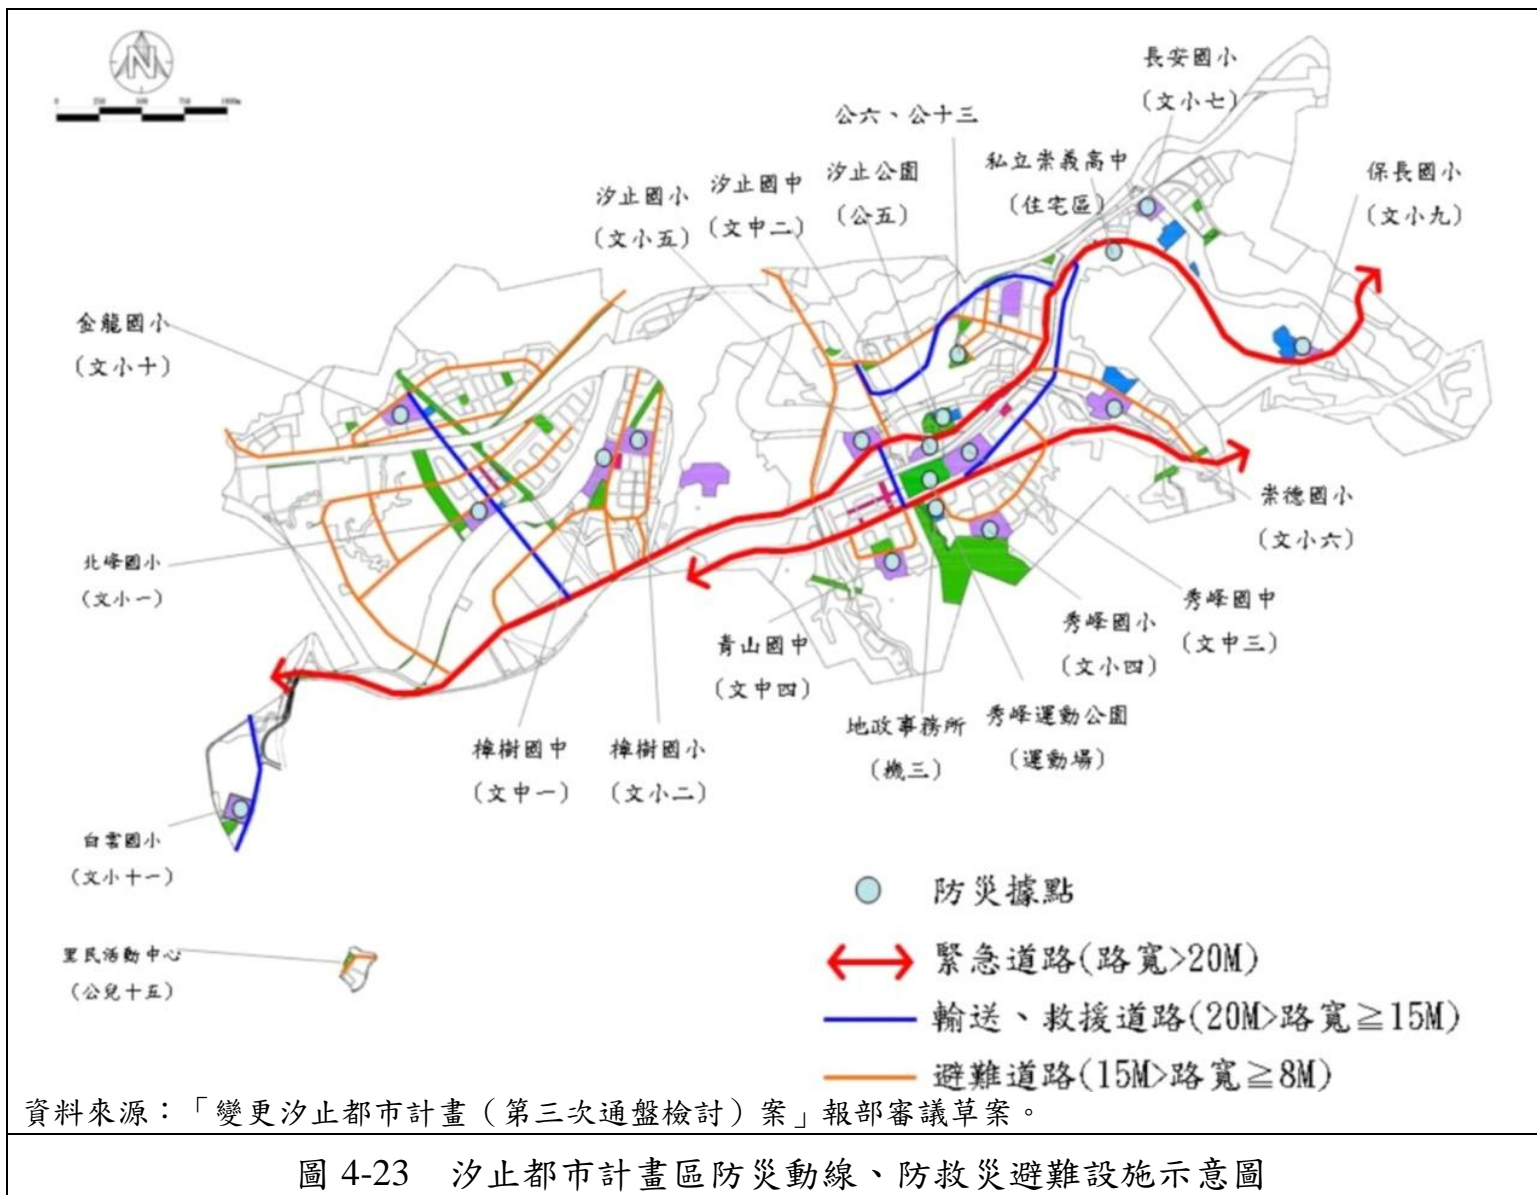 N
0 250 500 750 1000m
長安國小
(文小七)
公六、公十三
私立崇義高中
(住宅區)
保長國小
(文小九)
汐止公園
(公五)
汐止國中
(文中二)
汐止國小
(文小五)
金龍國小
(文小十)
北峰國小
(文小一)
崇德國小
(文小六)
秀峰國中
(文中三)
秀峰國小
(文小四)
青山國中
(文中四)
地政事務所
(機三)
秀峰運動公園
(運動場)
樟樹國中
(文中一)
樟樹國小
(文小二)
白雲國小
(文小十一)
里民活動中心
(公兒十五)
防災據點
緊急道路(路寬>20M)
輸送、救援道路(20M>路寬≧15M)
避難道路(15M>路寬≧8M)
資料來源：「變更汐止都市計畫（第三次通盤檢討）案」報部審議草案。
圖 4-23 汐止都市計畫區防災動線、防救災避難設施示意圖